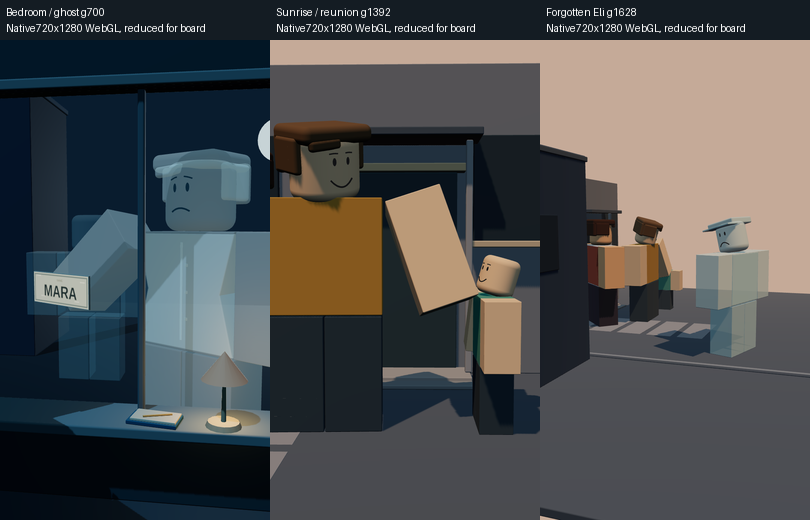 Bedroom / ghost g700
Native720x1280 WebGL, reduced for board
Sunrise / reunion g1392
Native720x1280 WebGL, reduced for board
Forgotten Eli g1628
Native720x1280 WebGL, reduced for board
MARA